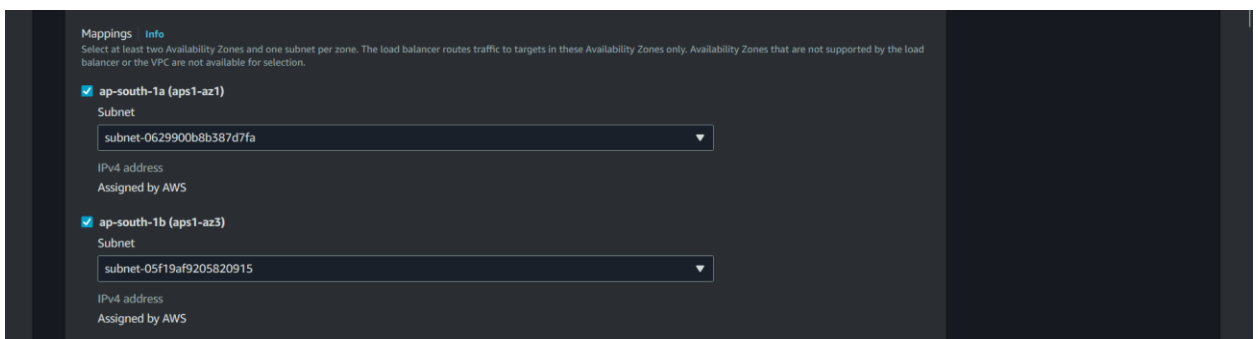 Mappings Info
Select at least two Availability Zones and one subnet per zone. The load balancer routes traffic to targets in these Availability Zones only. Availability Zones that are not supported by the load
balancer or the VPC are not available for selection.
ap-south-1a (aps1-az1)
Subnet
subnet-0629900b8b387d7fa
IPv4 address
Assigned by AWS
ap-south-1b (aps1-az3)
Subnet
subnet-05f19af9205820915
IPv4 address
Assigned by AWS